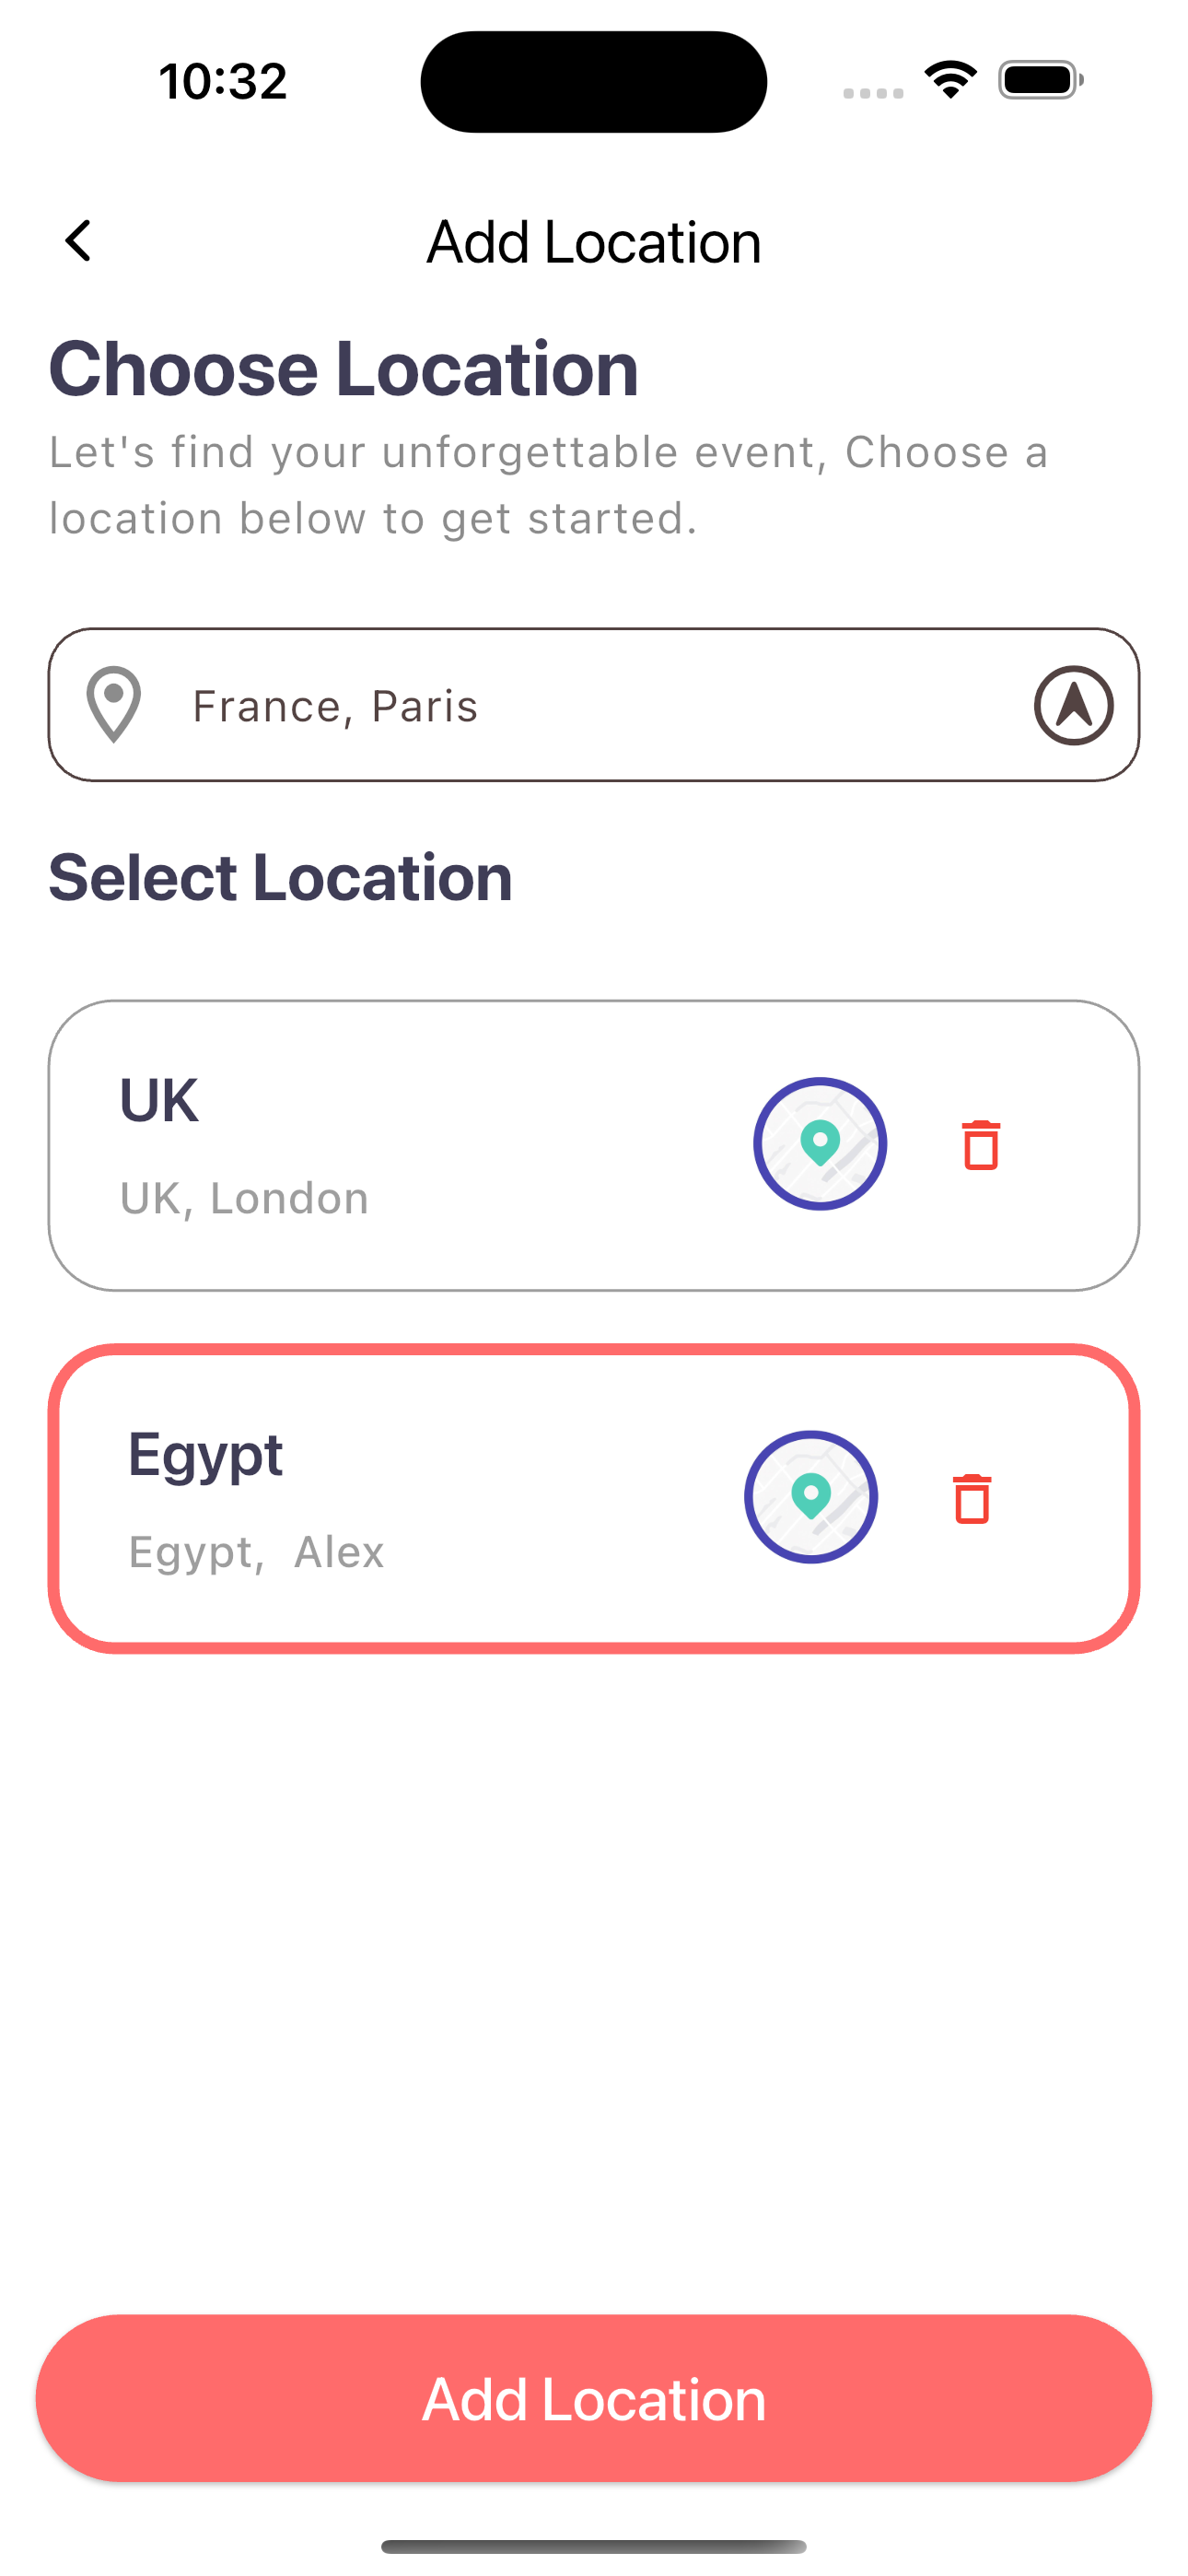 10:32
Add Location
Choose Location
Let's find your unforgettable event, Choose a
location below to get started.
France, Paris
Select Location
UK
UK, London
Egypt
Egypt,  Alex
Add Location